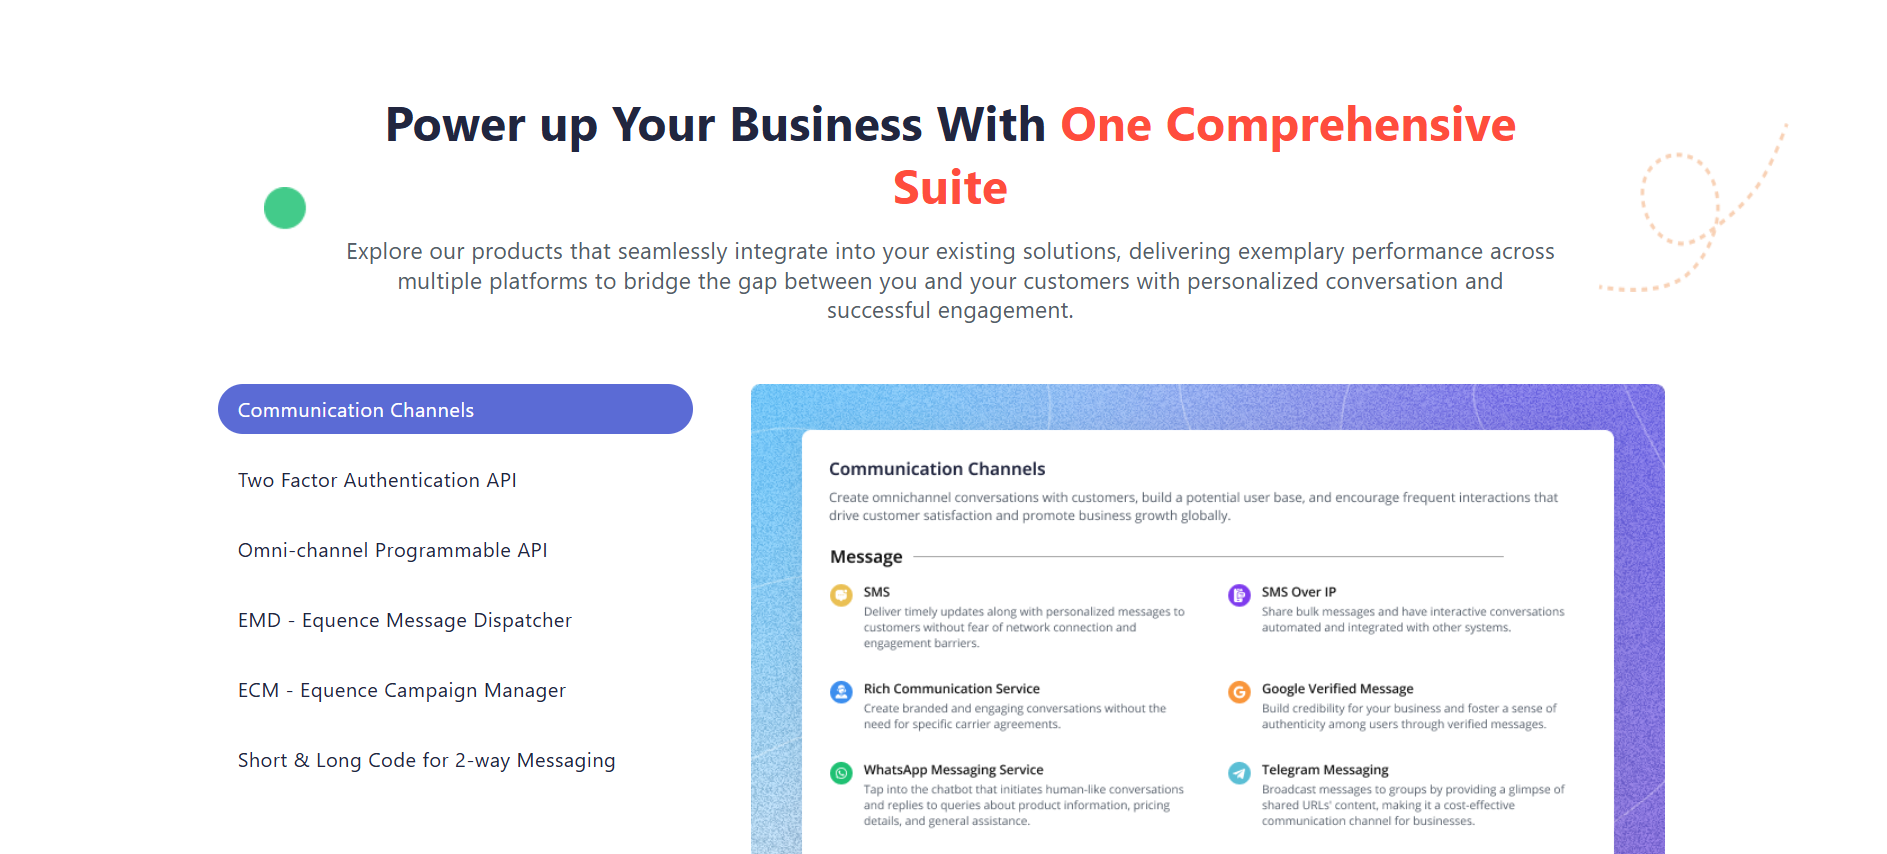 Power up Your Business With One Comprehensive
Suite
Explore our products that seamlessly integrate into your existing solutions, delivering exemplary performance across
multiple platforms to bridge the gap between you and your customers with personalized conversation and
successful engagement.
Communication Channels
Two Factor Authentication API
Omni-channel Programmable API
EMD - Equence Message Dispatcher
ECM - Equence Campaign Manager
Short & Long Code for 2-way Messaging
Communication Channels
Create omnichannel conversations with customers, build a potential user base, and encourage frequent interactions that
drive customer satisfaction and promote business growth globally.
Message
SMS
Deliver timely updates along with personalized messages to
customers without fear of network connection and
engagement barriers.
SMS Over IP
Share bulk messages and have interactive conversations
automated and integrated with other systems.
Rich Communication Service
Create branded and engaging conversations without the
need for specific carrier agreements.
Google Verified Message
Build credibility for your business and foster a sense of
authenticity among users through verified messages.
WhatsApp Messaging Service
Tap into the chatbot that initiates human-like conversations
and replies to queries about product information, pricing
details, and general assistance.
Telegram Messaging
Broadcast messages to groups by providing a glimpse of
shared URLs' content, making it a cost-effective
communication channel for businesses.